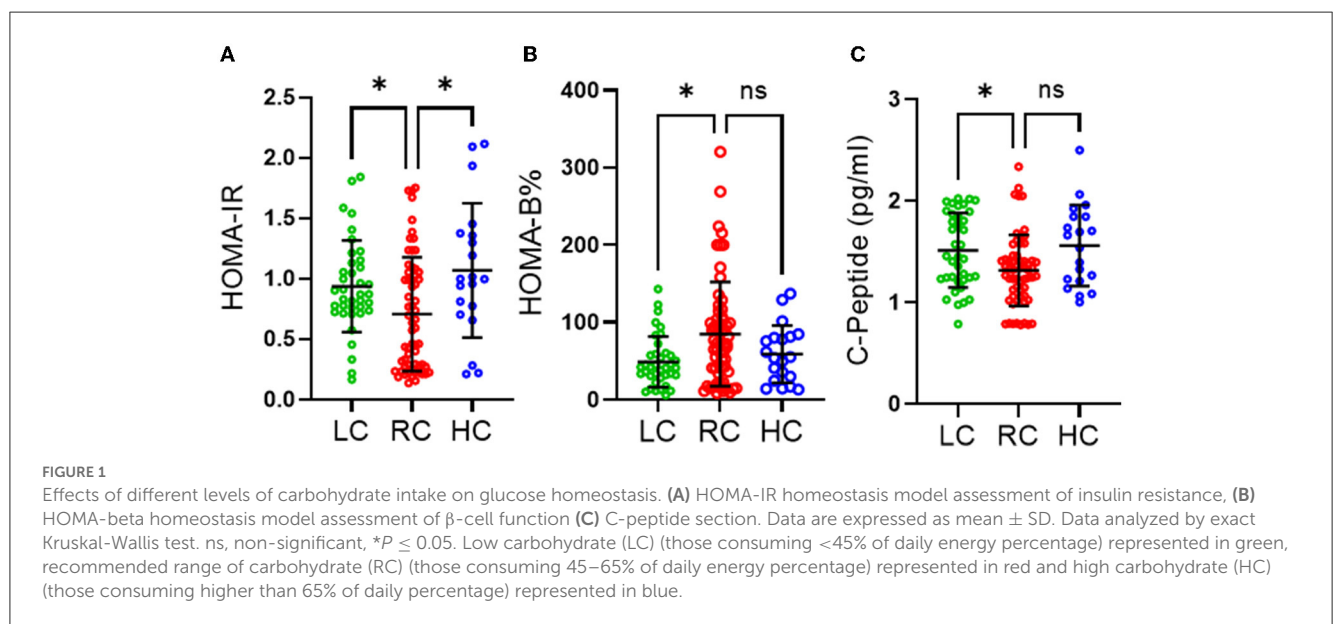 A
B
C
* *
* ns
* ns
HOMA-IR
2.5
2.0
1.5
1.0
0.5
0.0
LC RC HC
HOMA-B%
400
300
200
100
0
LC RC HC
C-Peptide (pg/ml)
3
2
1
0
LC RC HC
FIGURE 1
Effects of different levels of carbohydrate intake on glucose homeostasis. (A) HOMA-IR homeostasis model assessment of insulin resistance, (B)
HOMA-beta homeostasis model assessment of β-cell function (C) C-peptide section. Data are expressed as mean ± SD. Data analyzed by exact
Kruskal-Wallis test. ns, non-significant, *P ≤ 0.05. Low carbohydrate (LC) (those consuming <45% of daily energy percentage) represented in green,
recommended range of carbohydrate (RC) (those consuming 45–65% of daily energy percentage) represented in red and high carbohydrate (HC)
(those consuming higher than 65% of daily percentage) represented in blue.